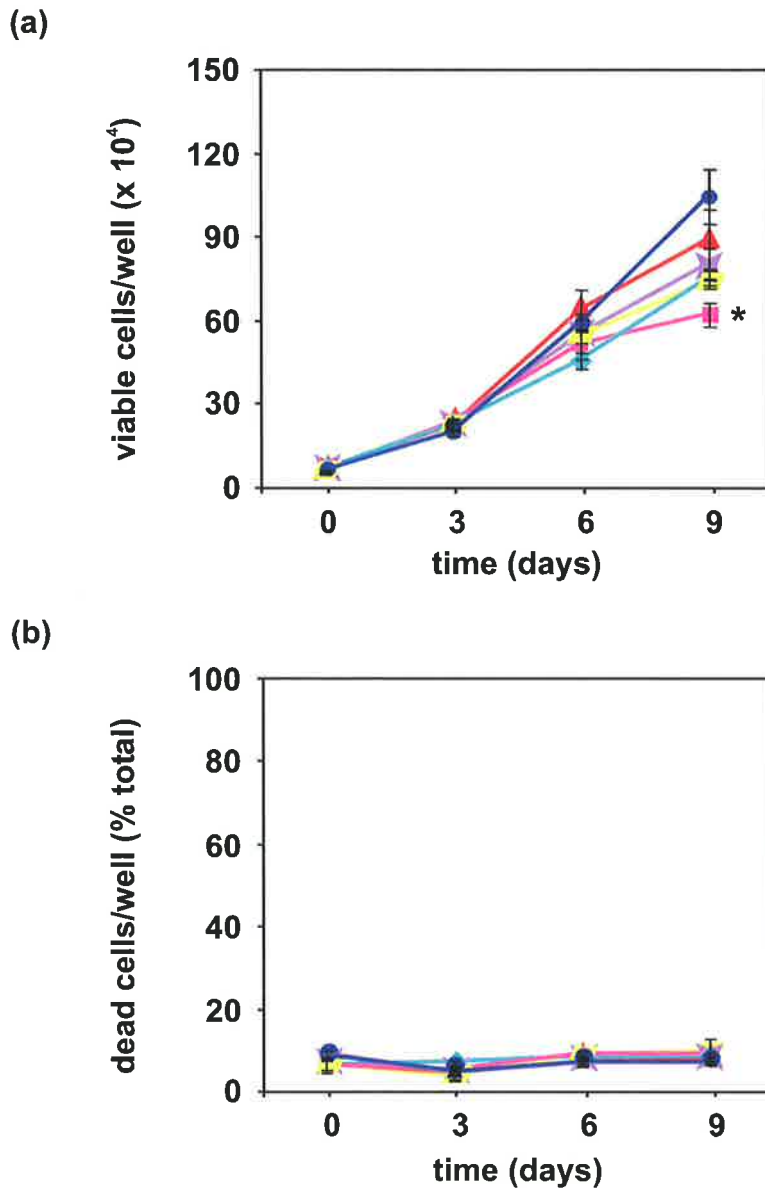 (a)
viable cells/well (x 10⁴)
150
120
90
60
30
0
*
0 3 6 9
time (days)
(b)
dead cells/well (% total)
100
80
60
40
20
0
0 3 6 9
time (days)